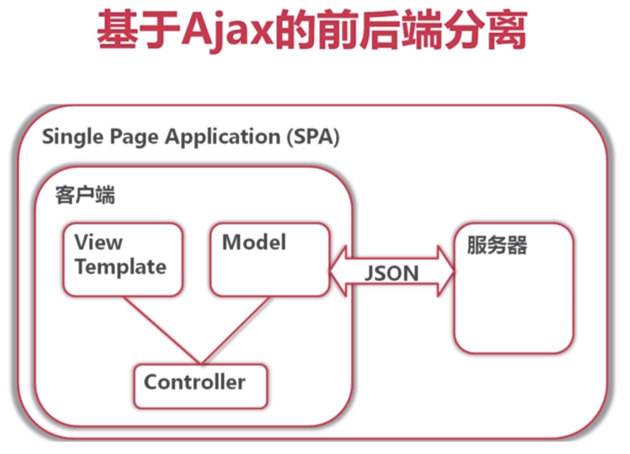 基于Ajax的前后端分离
Single Page Application (SPA)
客户端
View
Template
Model
JSON
服务器
Controller